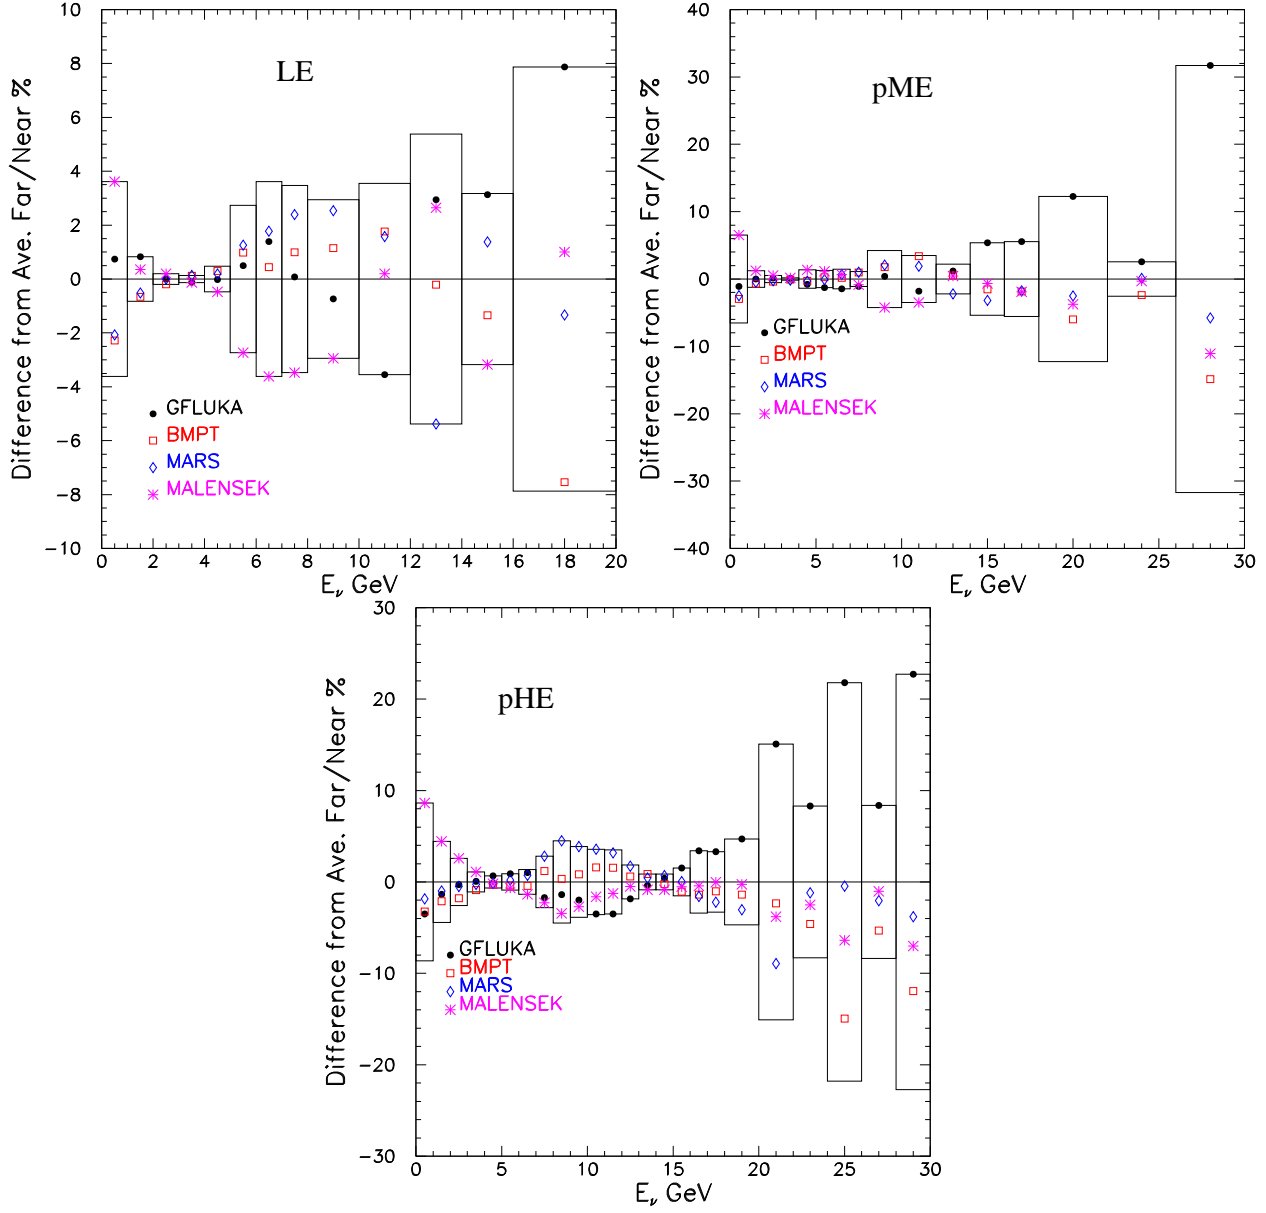 Difference from Ave. Far/Near %
10
8
6
4
2
0
−2
−4
−6
−8
−10
LE
GFLUKA
BMPT
MARS
MALENSEK
0 2 4 6 8 10 12 14 16 18 20
E𝜈 GeV
Difference from Ave. Far/Near %
40
30
20
10
0
−10
−20
−30
−40
pME
GFLUKA
BMPT
MARS
MALENSEK
0 5 10 15 20 25 30
E𝜈 GeV
Difference from Ave. Far/Near %
30
20
10
0
−10
−20
−30
pHE
GFLUKA
BMPT
MARS
MALENSEK
0 5 10 15 20 25 30
E𝜈 GeV